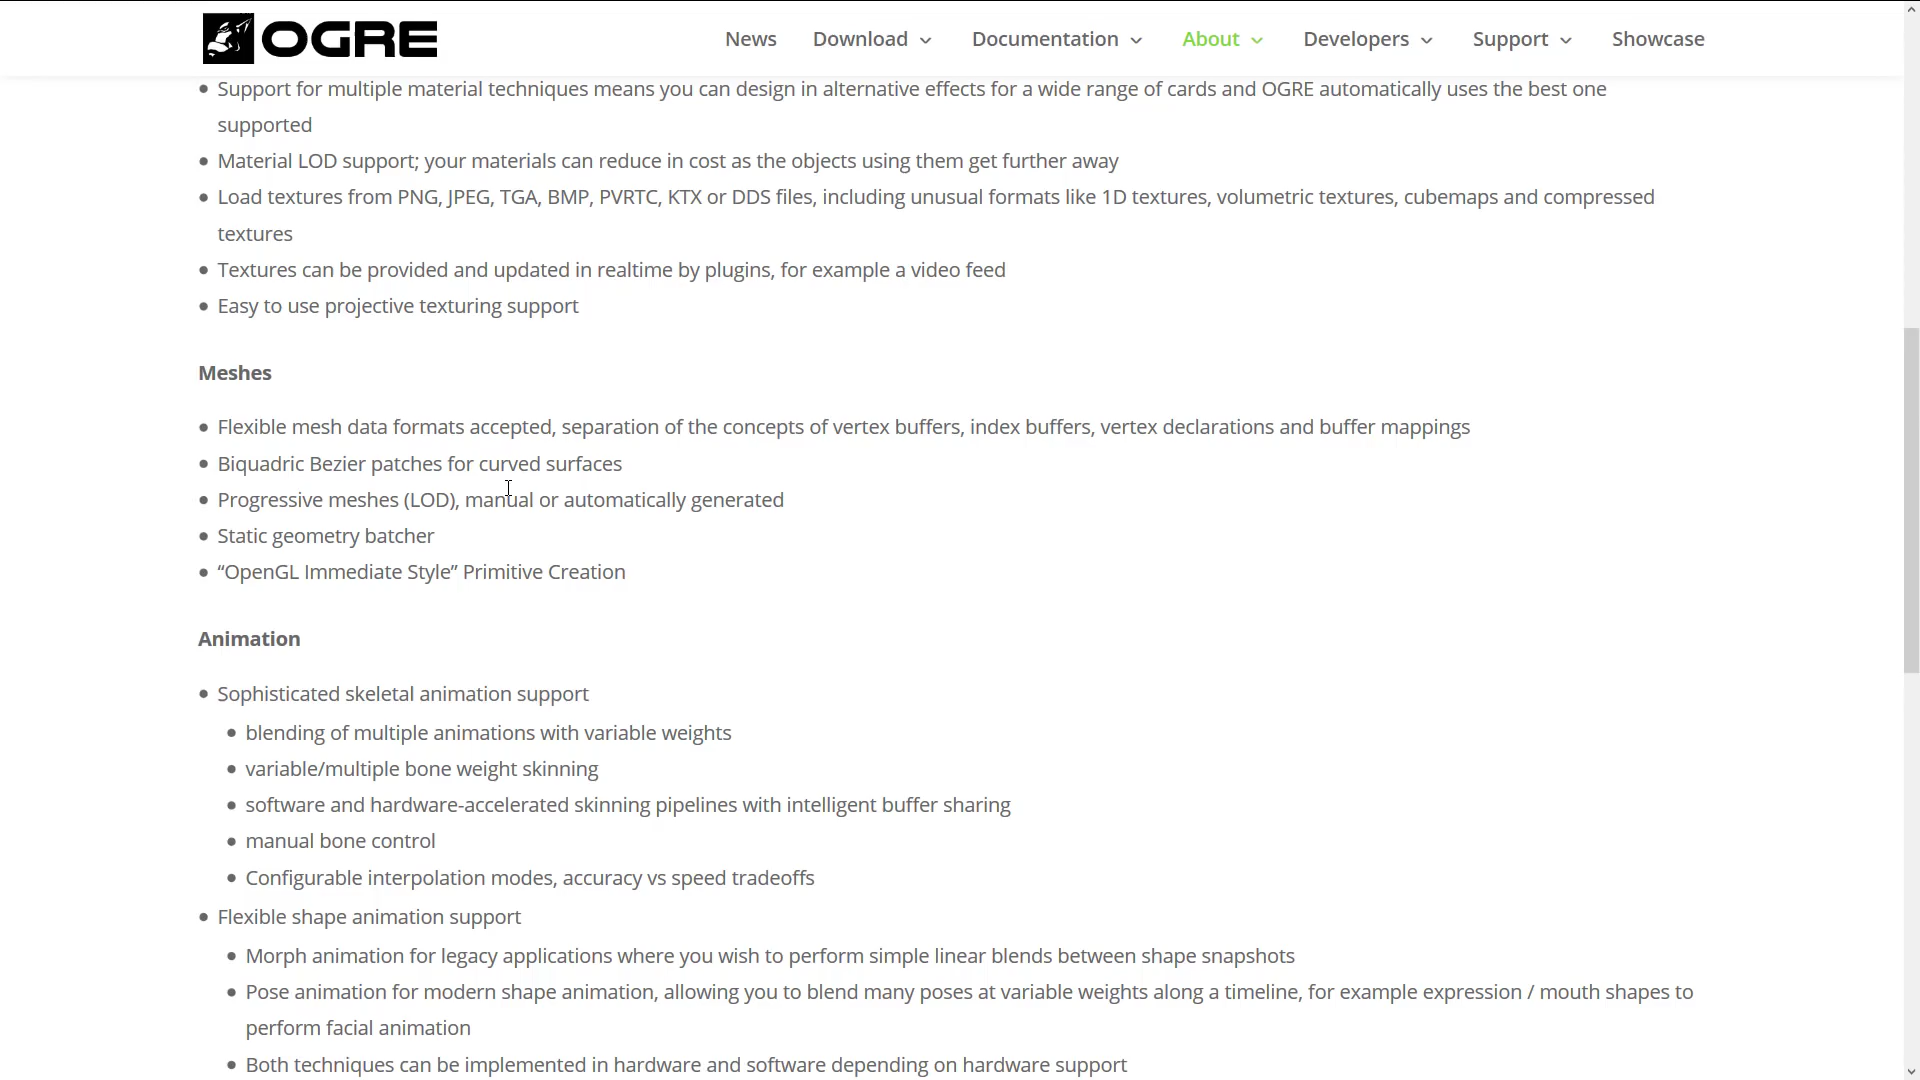 OGRE
News Download Documentation About Developers Support Showcase
• Support for multiple material techniques means you can design in alternative effects for a wide range of cards and OGRE automatically uses the best one
supported
• Material LOD support; your materials can reduce in cost as the objects using them get further away
• Load textures from PNG, JPEG, TGA, BMP, PVRTC, KTX or DDS files, including unusual formats like 1D textures, volumetric textures, cubemaps and compressed
textures
• Textures can be provided and updated in realtime by plugins, for example a video feed
• Easy to use projective texturing support
Meshes
• Flexible mesh data formats accepted, separation of the concepts of vertex buffers, index buffers, vertex declarations and buffer mappings
• Biquadric Bezier patches for curved surfaces
• Progressive meshes (LOD), manual or automatically generated
• Static geometry batcher
• “OpenGL Immediate Style” Primitive Creation
Animation
• Sophisticated skeletal animation support
• blending of multiple animations with variable weights
• variable/multiple bone weight skinning
• software and hardware-accelerated skinning pipelines with intelligent buffer sharing
• manual bone control
• Configurable interpolation modes, accuracy vs speed tradeoffs
• Flexible shape animation support
• Morph animation for legacy applications where you wish to perform simple linear blends between shape snapshots
• Pose animation for modern shape animation, allowing you to blend many poses at variable weights along a timeline, for example expression / mouth shapes to
perform facial animation
• Both techniques can be implemented in hardware and software depending on hardware support